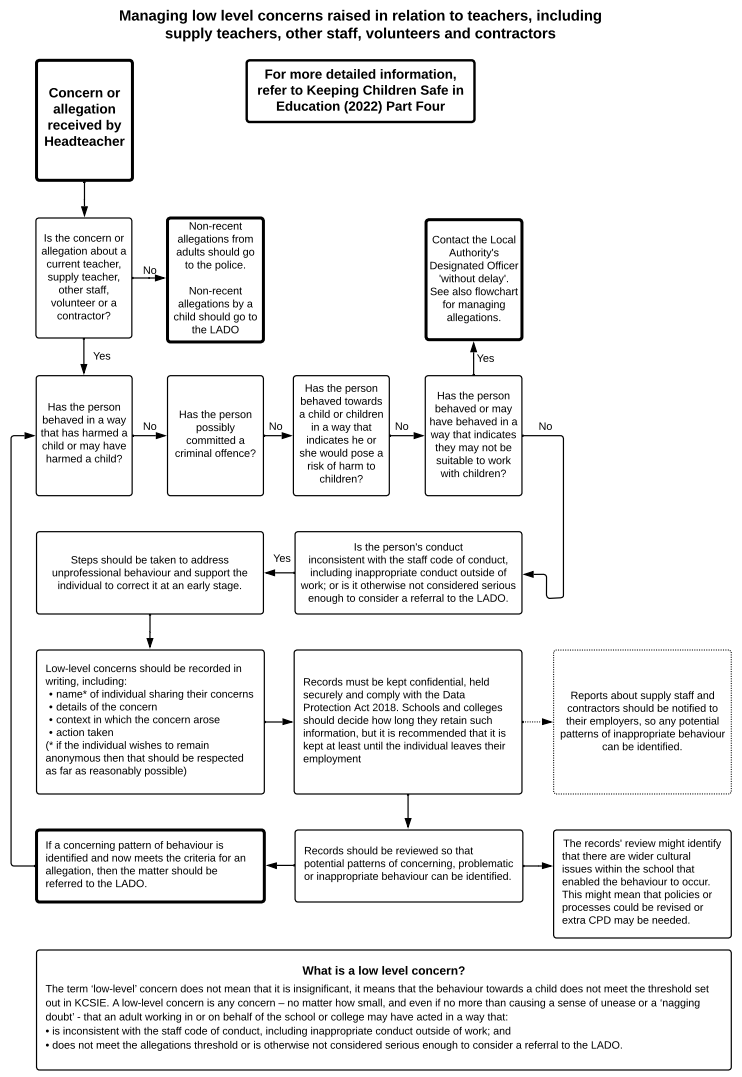 Managing low level concerns raised in relation to teachers, including
supply teachers, other staff, volunteers and contractors
Concern or
allegation
received by
Headteacher
For more detailed information,
refer to Keeping Children Safe in
Education (2022) Part Four
Is the concern or
allegation about a
current teacher,
supply teacher,
other staff,
volunteer or a
contractor?
No
Non-recent
allegations from
adults should go
to the police.
Non-recent
allegations by a
child should go to
the LADO
Contact the Local
Authority's
Designated Officer
'without delay'.
See also flowchart
for managing
allegations.
Yes
Yes
Has the person
behaved in a way
that has harmed a
child or may have
harmed a child?
No
Has the person
possibly
committed a
criminal offence?
No
Has the person
behaved towards
a child or children
in a way that
indicates he or
she would pose a
risk of harm to
children?
No
Has the person
behaved or may
have behaved in a
way that indicates
they may not be
suitable to work
with children?
No
Steps should be taken to address
unprofessional behaviour and support the
individual to correct it at an early stage.
Yes
Is the person's conduct
inconsistent with the staff code of conduct,
including inappropriate conduct outside of
work; or is it otherwise not considered serious
enough to consider a referral to the LADO.
Low-level concerns should be recorded in
writing, including:
• name* of individual sharing their concerns
• details of the concern
• context in which the concern arose
• action taken
(* if the individual wishes to remain
anonymous then that should be respected
as far as reasonably possible)
Records must be kept confidential, held
securely and comply with the Data
Protection Act 2018. Schools and colleges
should decide how long they retain such
information, but it is recommended that it is
kept at least until the individual leaves their
employment
Reports about supply staff and
contractors should be notified to
their employers, so any potential
patterns of inappropriate behaviour
can be identified.
If a concerning pattern of behaviour is
identified and now meets the criteria for an
allegation, then the matter should be
referred to the LADO.
Records should be reviewed so that
potential patterns of concerning, problematic
or inappropriate behaviour can be identified.
The records' review might identify
that there are wider cultural
issues within the school that
enabled the behaviour to occur.
This might mean that policies or
processes could be revised or
extra CPD may be needed.
What is a low level concern?
The term ‘low-level’ concern does not mean that it is insignificant, it means that the behaviour towards a child does not meet the threshold set
out in KCSIE. A low-level concern is any concern – no matter how small, and even if no more than causing a sense of unease or a ‘nagging
doubt’ - that an adult working in or on behalf of the school or college may have acted in a way that:
• is inconsistent with the staff code of conduct, including inappropriate conduct outside of work; and
• does not meet the allegations threshold or is otherwise not considered serious enough to consider a referral to the LADO.